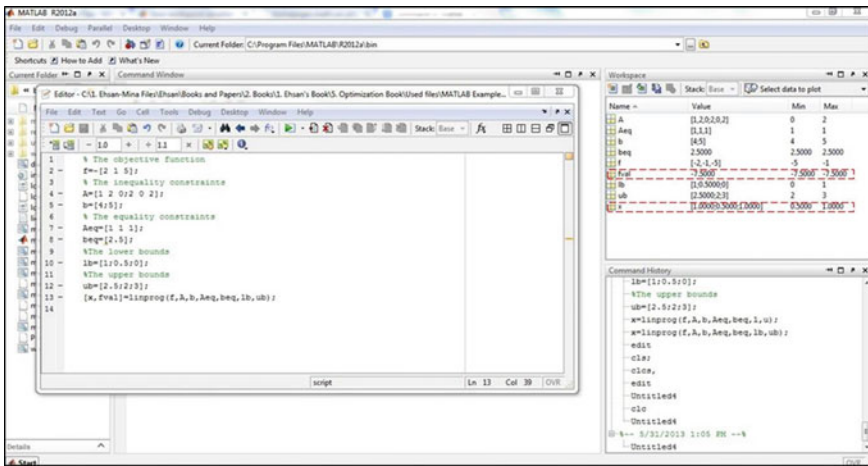 MATLAB R2012a
File Edit Debug Parallel Desktop Window Help
Current Folder: C:\Program Files\MATLAB\R2012a\bin
Shortcuts How to Add What's New
Current Folder
Command Window
Editor - C:\1. Ehsan-Mina Files\Ehsan\Books and Papers\2. Books\1. Ehsan's Book\5. Optimization Book\Used files\MATLAB Example...
File Edit Text Go Cell Tools Debug Desktop Window Help
Stack: Base
1.0 1.1
1 % The objective function
2 f=-[2 1 5];
3 % The inequality constraints
4 A=[1 2 0;2 0 2];
5 b=[4;5];
6 % The equality constraints
7 Aeq=[1 1 1];
8 beq=[2.5];
9 %The lower bounds
10 lb=[1;0.5;0];
11 %The upper bounds
12 ub=[2.5;2;3];
13 [x,fval]=linprog(f,A,b,Aeq,beq,lb,ub);
14
script Ln 13 Col 39 OVR
Details
Start
Workspace
Stack: Base Select data to plot
Name Value Min Max
A [1,2,0;2,0,2] 0 2
Aeq [1,1,1] 1 1
b [4;5] 4 5
beq 2.5000 2.5000 2.5000
f [-2,-1,-5] -5 -1
fval -7.5000 -7.5000 -7.5000
lb [1;0.5000;0] 0 1
ub [2.5000;2;3] 2 3
x [1.0000;0.5000;1.0000] 0.5000 1.0000
Command History
lb=[1;0.5;0];
%The upper bounds
ub=[2.5;2;3];
x=linprog(f,A,b,Aeq,beq,l,u);
x=linprog(f,A,b,Aeq,beq,lb,ub);
edit
cls;
clcs,
edit
Untitled4
clc
Untitled4
%-- 5/31/2013 1:05 PM --%
Untitled4
OVR